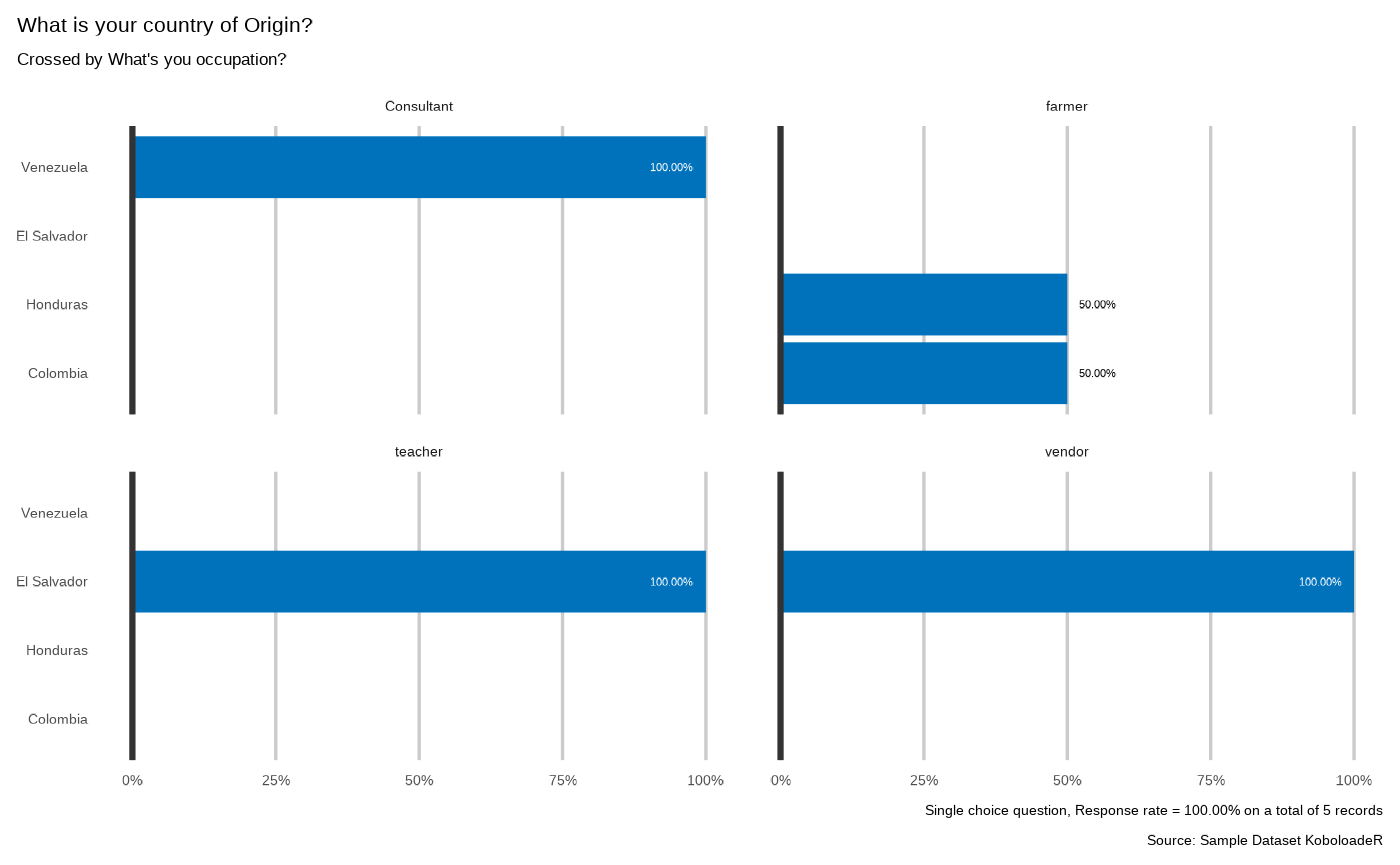 What is your country of Origin?
Crossed by What's you occupation?
Consultant
farmer
Venezuela
100.00%
El Salvador
Honduras
50.00%
Colombia
50.00%
teacher
vendor
Venezuela
El Salvador
100.00%
100.00%
Honduras
Colombia
0% 25% 50% 75% 100% 0% 25% 50% 75% 100%
Single choice question, Response rate = 100.00% on a total of 5 records
Source: Sample Dataset KoboloadeR